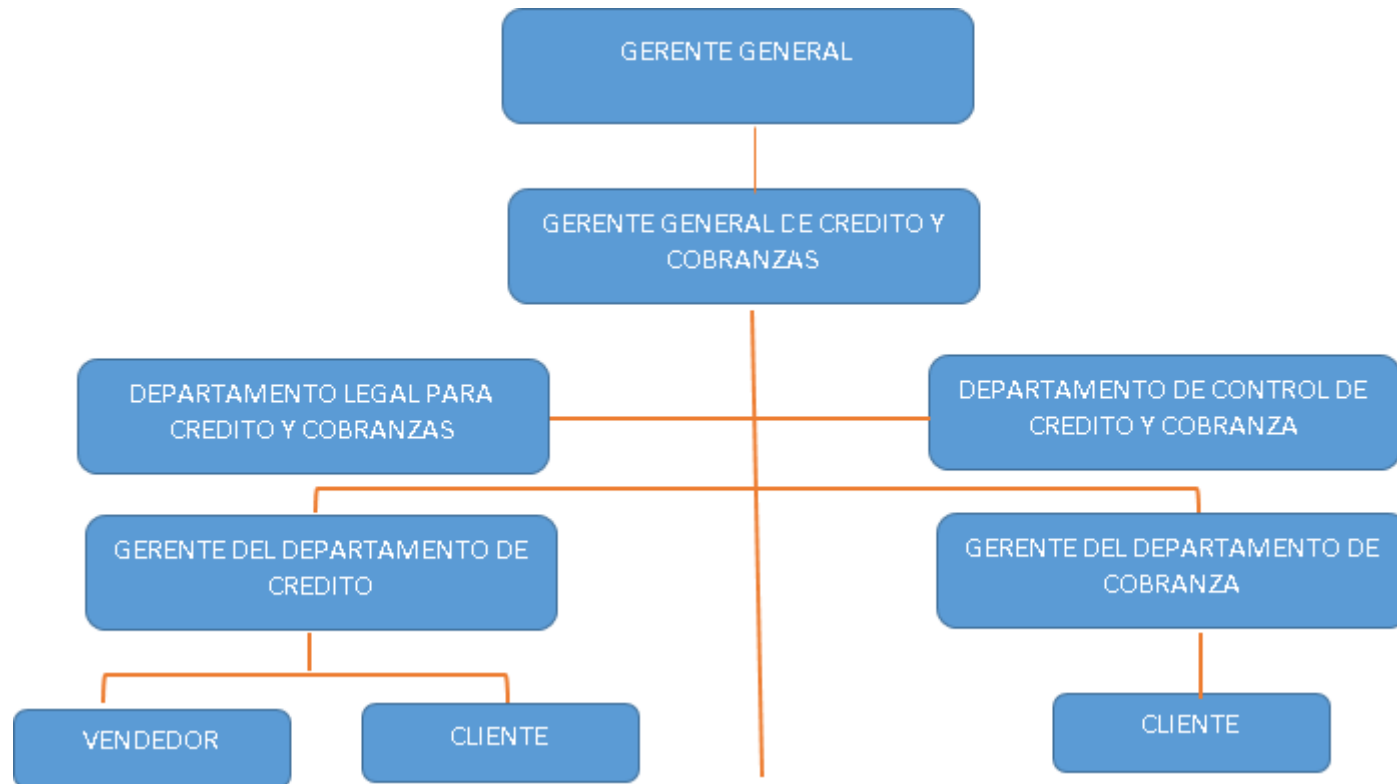 GERENTE GENERAL
GERENTE GENERAL DE CREDITO Y
COBRANZAS
DEPARTAMENTO LEGAL PARA
CREDITO Y COBRANZAS
DEPARTAMENTO DE CONTROL DE
CREDITO Y COBRANZA
GERENTE DEL DEPARTAMENTO DE
CREDITO
GERENTE DEL DEPARTAMENTO DE
COBRANZA
VENDEDOR
CLIENTE
CLIENTE